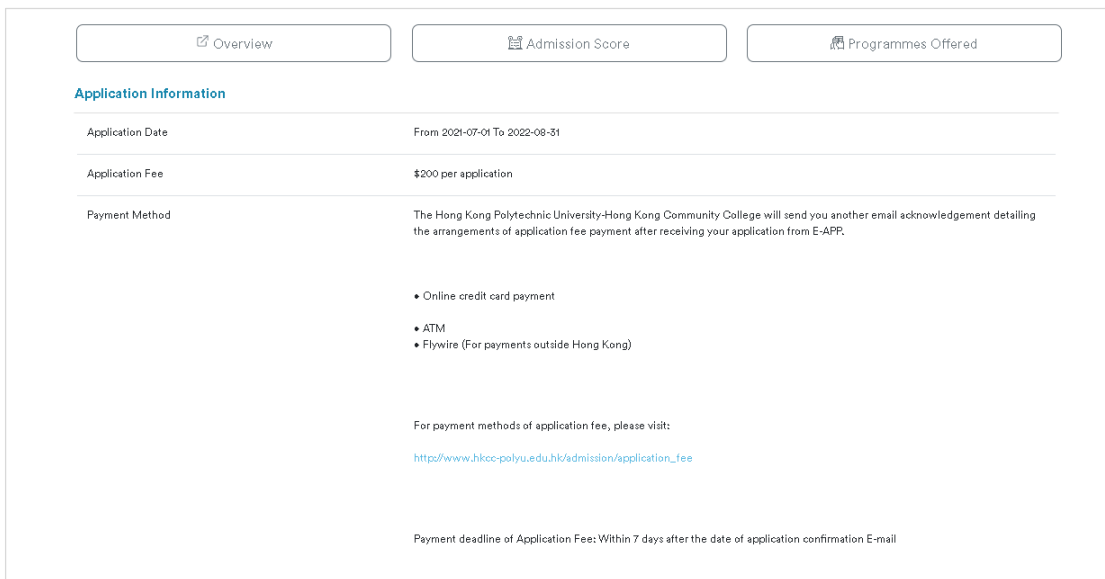 Overview
Admission Score
Programmes Offered
Application Information
Application Date
From 2021-07-01 To 2022-08-31
Application Fee
$200 per application
Payment Method
The Hong Kong Polytechnic University-Hong Kong Community College will send you another email acknowledgement detailing
the arrangements of application fee payment after receiving your application from E-APP.
• Online credit card payment
• ATM
• Flywire (For payments outside Hong Kong)
For payment methods of application fee, please visit:
http://www.hkcc-polyu.edu.hk/admission/application_fee
Payment deadline of Application Fee: Within 7 days after the date of application confirmation E-mail